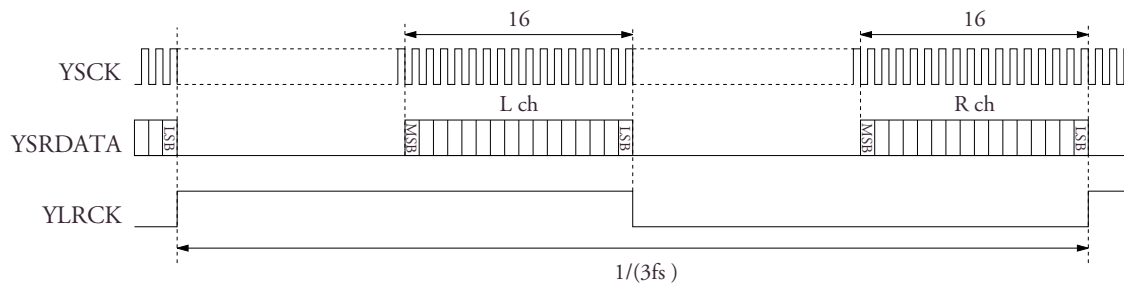 16 16
YSCK
L ch R ch
YSRDATA LSB MSB LSB MSB LSB
YLRCK
1/(3fs )